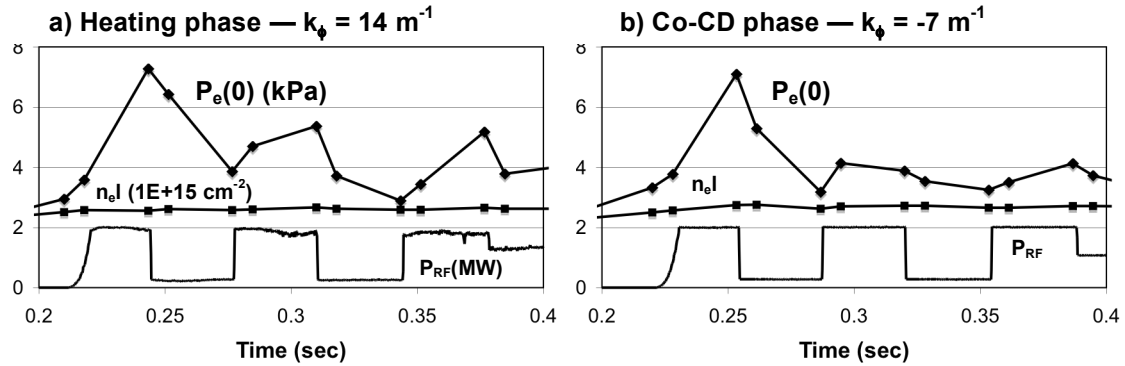 a) Heating phase — kϕ = 14 m⁻¹
8
6
4
2
0
Pe(0) (kPa)
nel (1E+15 cm⁻²)
PRF(MW)
0.2 0.25 0.3 0.35 0.4
Time (sec)
b) Co-CD phase — kϕ = -7 m⁻¹
8
6
4
2
0
Pe(0)
nel
PRF
0.2 0.25 0.3 0.35 0.4
Time (sec)